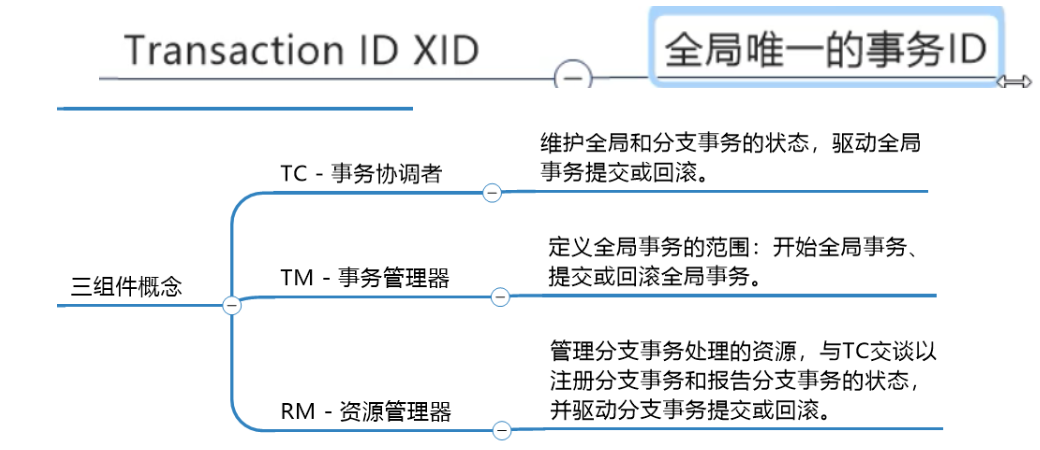 Transaction ID XID
全局唯一的事务ID
三组件概念
TC - 事务协调者
维护全局和分支事务的状态，驱动全局
事务提交或回滚。
TM - 事务管理器
定义全局事务的范围：开始全局事务、
提交或回滚全局事务。
RM - 资源管理器
管理分支事务处理的资源，与TC交谈以
注册分支事务和报告分支事务的状态，
并驱动分支事务提交或回滚。